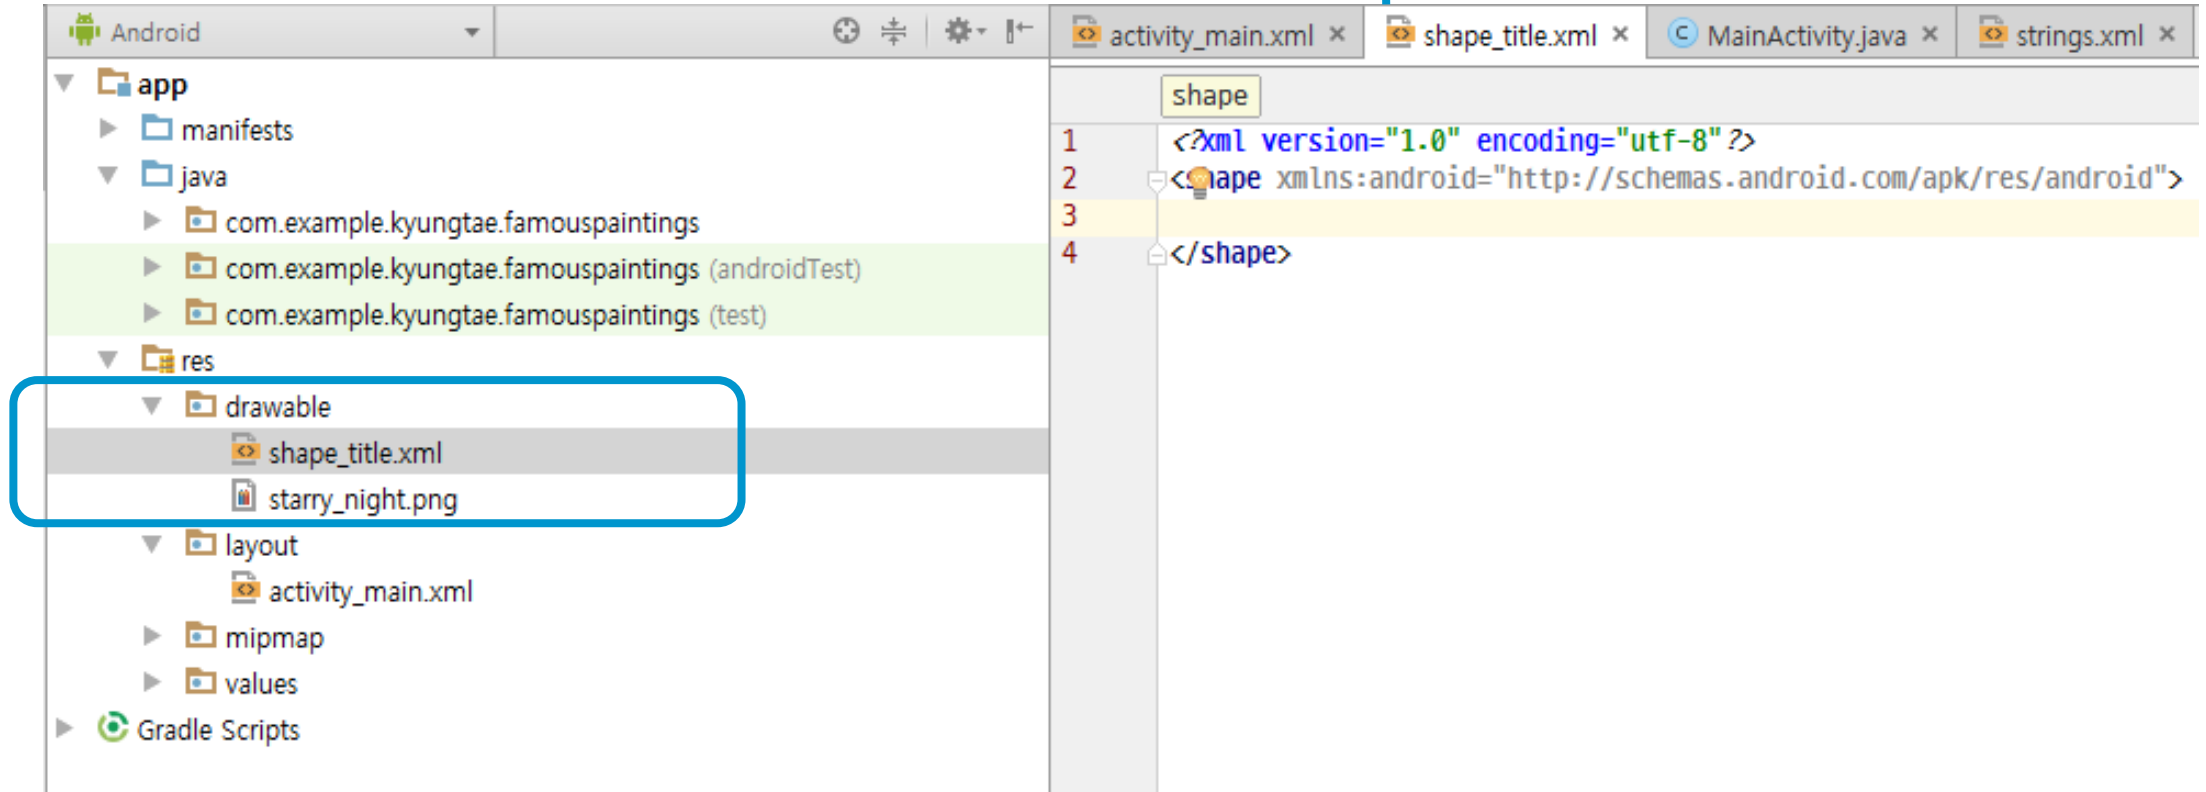 Android
app
manifests
java
com.example.kyungtae.famouspaintings
com.example.kyungtae.famouspaintings (androidTest)
com.example.kyungtae.famouspaintings (test)
res
drawable
shape_title.xml
starry_night.png
layout
activity_main.xml
mipmap
values
Gradle Scripts
activity_main.xml shape_title.xml MainActivity.java strings.xml
shape
1 <?xml version="1.0" encoding="utf-8"?>
2 <shape xmlns:android="http://schemas.android.com/apk/res/android">
3
4 </shape>